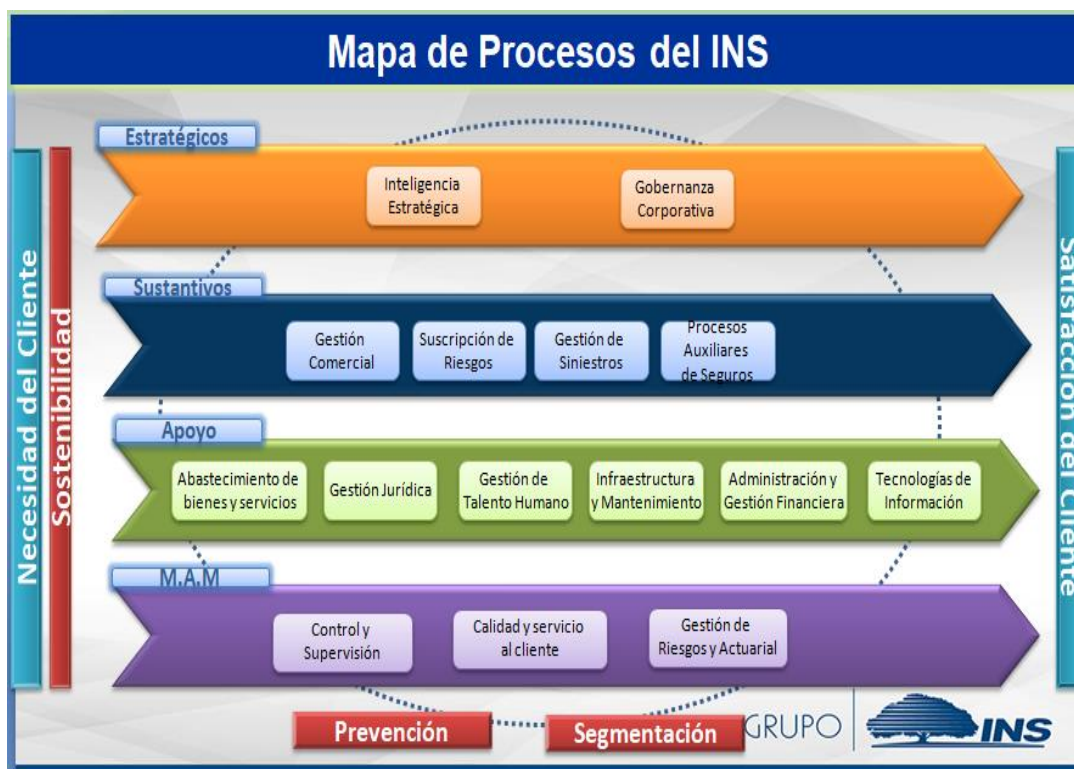 Mapa de Procesos del INS
Necesidad del Cliente
Sostenibilidad
Estratégicos
Inteligencia
Estratégica
Gobernanza
Corporativa
Sustantivos
Gestión
Comercial
Suscripción de
Riesgos
Gestión de
Siniestros
Procesos
Auxiliares
de Seguros
Apoyo
Abastecimiento de
bienes y servicios
Gestión Jurídica
Gestión de
Talento Humano
Infraestructura
y Mantenimiento
Administración y
Gestión Financiera
Tecnologías de
Información
M.A.M
Control y
Supervisión
Calidad y servicio
al cliente
Gestión de
Riesgos y Actuarial
Satisfacción del Cliente
Prevención
Segmentación
GRUPO
INS